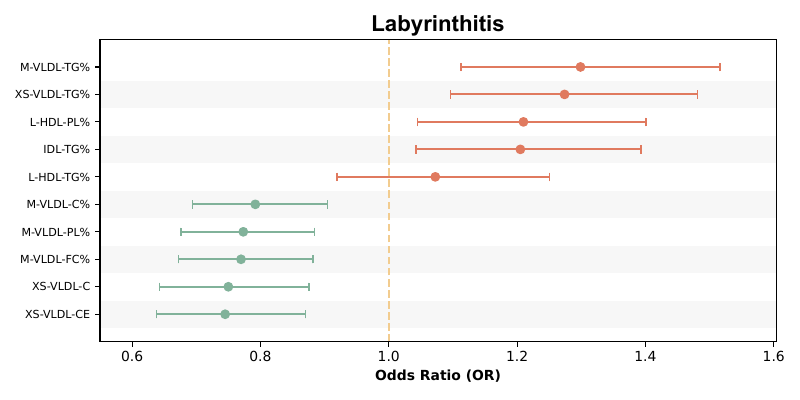 Labyrinthitis
M-VLDL-TG%
XS-VLDL-TG%
L-HDL-PL%
IDL-TG%
L-HDL-TG%
M-VLDL-C%
M-VLDL-PL%
M-VLDL-FC%
XS-VLDL-C
XS-VLDL-CE
0.6 0.8 1.0 1.2 1.4 1.6
Odds Ratio (OR)